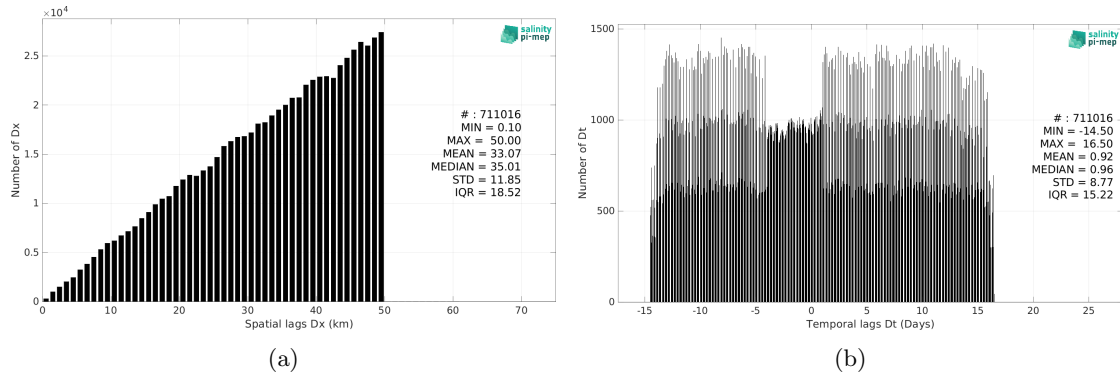 ×10⁴
2.5
2
1.5
1
0.5
0
Number of Dx
0 10 20 30 40 50 60 70
Spatial lags Dx (km)
salinity
pi-mep
# : 711016
MIN = 0.10
MAX = 50.00
MEAN = 33.07
MEDIAN = 35.01
STD = 11.85
IQR = 18.52
(a)
1500
1000
500
0
Number of Dt
-15 -10 -5 0 5 10 15 20 25
Temporal lags Dt (Days)
salinity
pi-mep
# : 711016
MIN = -14.50
MAX = 16.50
MEAN = 0.92
MEDIAN = 0.96
STD = 8.77
IQR = 15.22
(b)